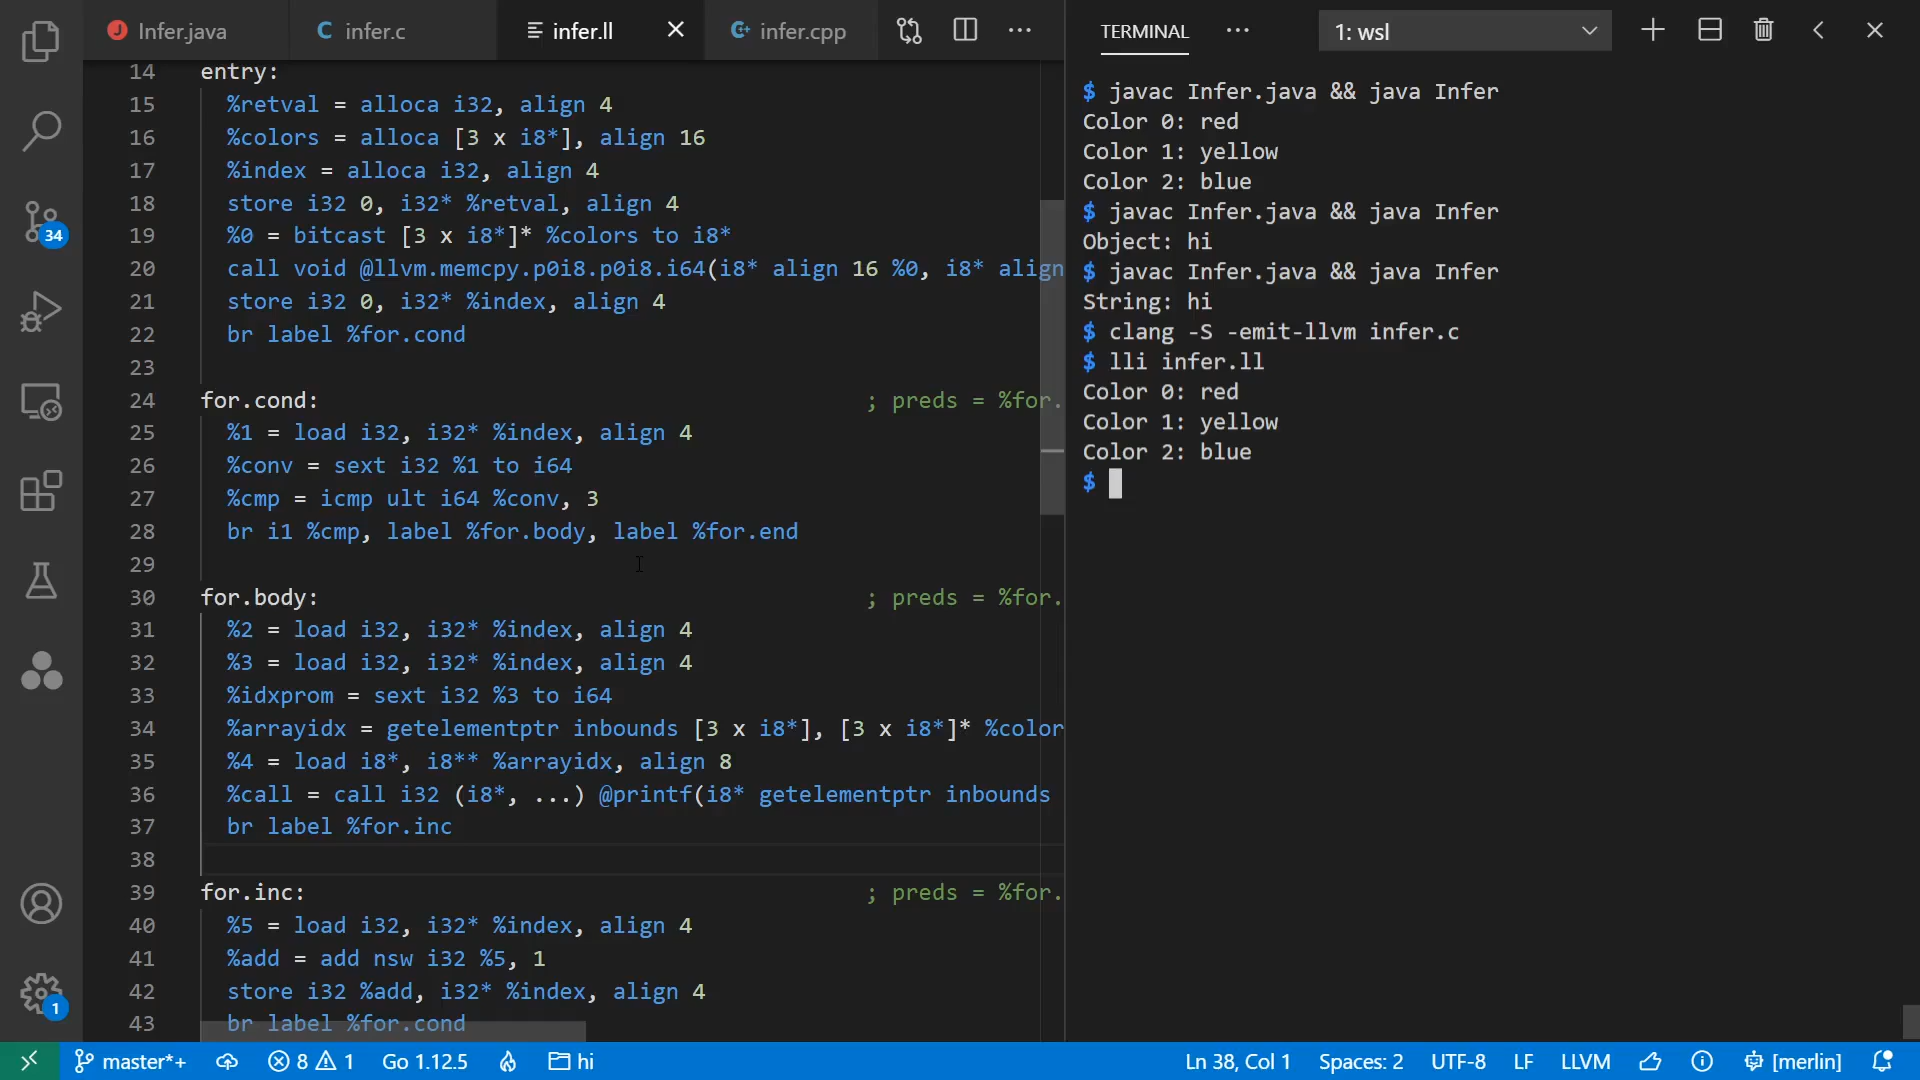 Infer.java
infer.c
infer.ll
infer.cpp
14 entry:
15 %retval = alloca i32, align 4
16 %colors = alloca [3 x i8*], align 16
17 %index = alloca i32, align 4
18 store i32 0, i32* %retval, align 4
19 %0 = bitcast [3 x i8*]* %colors to i8*
20 call void @llvm.memcpy.p0i8.p0i8.i64(i8* align 16 %0, i8* align
21 store i32 0, i32* %index, align 4
22 br label %for.cond
23
24 for.cond: ; preds = %for.
25 %1 = load i32, i32* %index, align 4
26 %conv = sext i32 %1 to i64
27 %cmp = icmp ult i64 %conv, 3
28 br i1 %cmp, label %for.body, label %for.end
29
30 for.body: ; preds = %for.
31 %2 = load i32, i32* %index, align 4
32 %3 = load i32, i32* %index, align 4
33 %idxprom = sext i32 %3 to i64
34 %arrayidx = getelementptr inbounds [3 x i8*], [3 x i8*]* %color
35 %4 = load i8*, i8** %arrayidx, align 8
36 %call = call i32 (i8*, ...) @printf(i8* getelementptr inbounds
37 br label %for.inc
38
39 for.inc: ; preds = %for.
40 %5 = load i32, i32* %index, align 4
41 %add = add nsw i32 %5, 1
42 store i32 %add, i32* %index, align 4
43 br label %for.cond
TERMINAL
1: wsl
$ javac Infer.java && java Infer
Color 0: red
Color 1: yellow
Color 2: blue
$ javac Infer.java && java Infer
Object: hi
$ javac Infer.java && java Infer
String: hi
$ clang -S -emit-llvm infer.c
$ lli infer.ll
Color 0: red
Color 1: yellow
Color 2: blue
$
34
1
master*+
8
1
Go 1.12.5
hi
Ln 38, Col 1
Spaces: 2
UTF-8
LF
LLVM
[merlin]